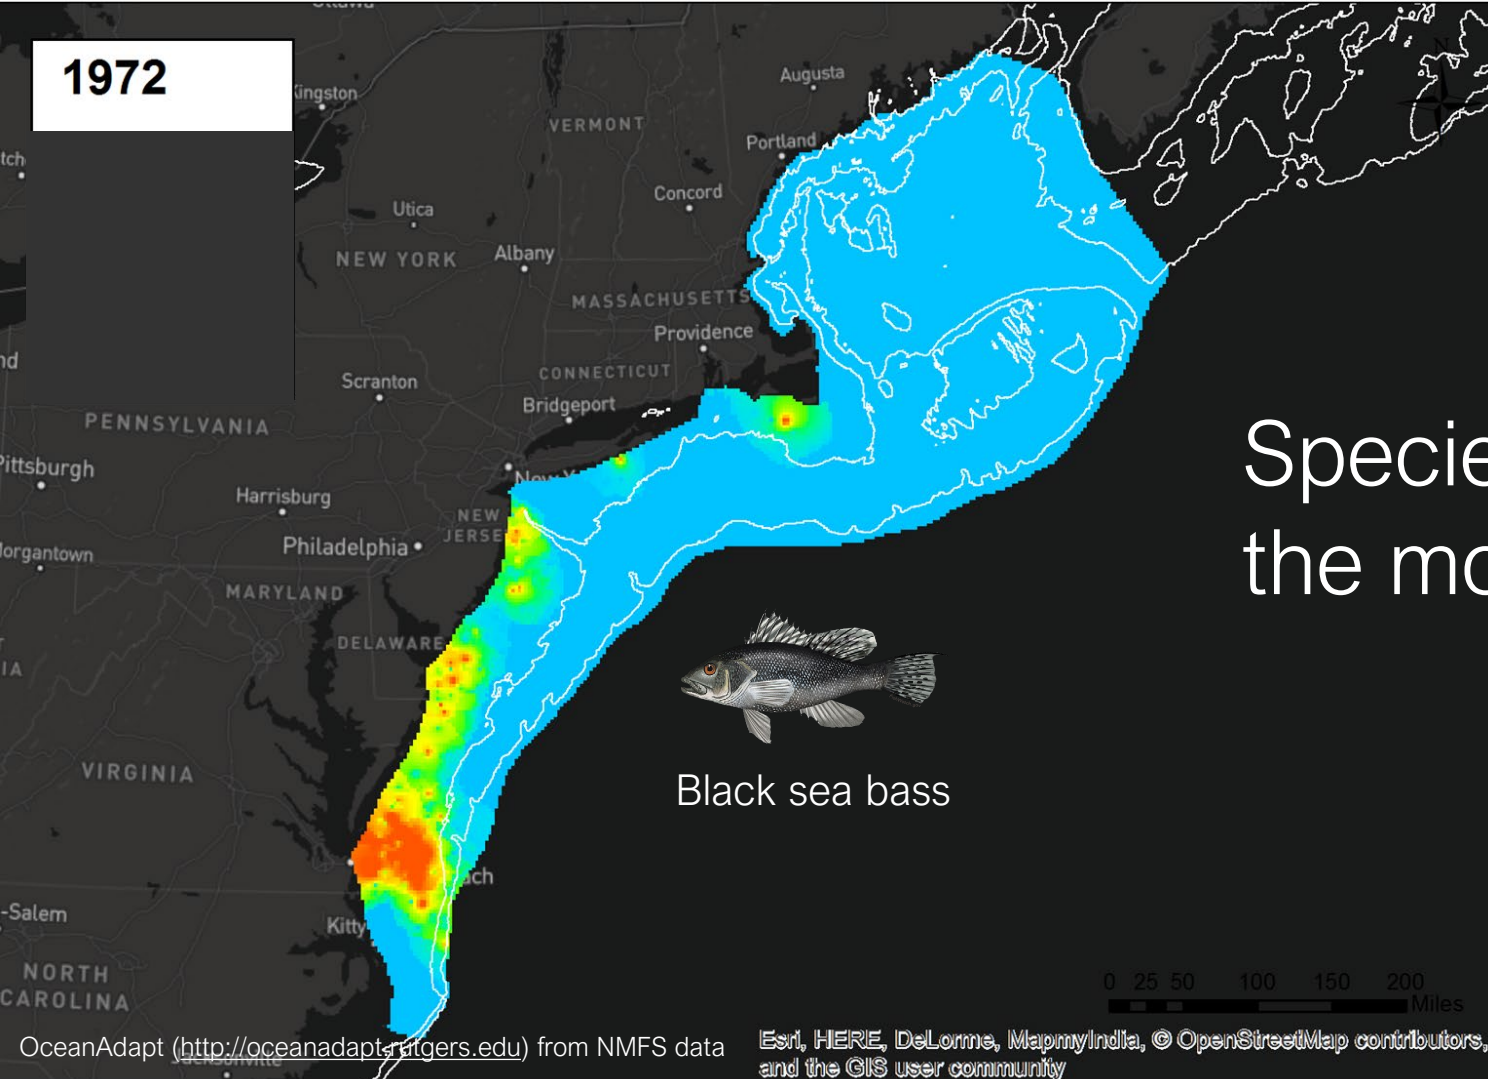 1972
Kingston
Augusta
VERMONT
Portland
Concord
Utica
NEW YORK
Albany
MASSACHUSETTS
Providence
CONNECTICUT
Scranton
Bridgeport
PENNSYLVANIA
Pittsburgh
Harrisburg
NEW
JERSE
Philadelphia
Morgantown
MARYLAND
DELAWARE
VIRGINIA
ach
-Salem
Kitty
NORTH
CAROLINA
Specie
the mo
Black sea bass
N
0 25 50 100 150 200
Miles
OceanAdapt (http://oceanadapt.rutgers.edu) from NMFS data
Jacksonville
Esri, HERE, DeLorme, MapmyIndia, © OpenStreetMap contributors,
and the GIS user community